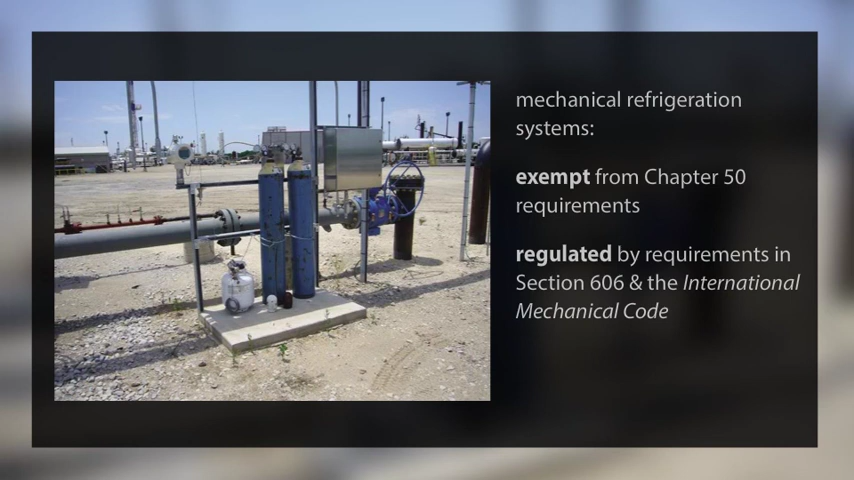 mechanical refrigeration
systems:
exempt from Chapter 50
requirements
regulated by requirements in
Section 606 & the International
Mechanical Code